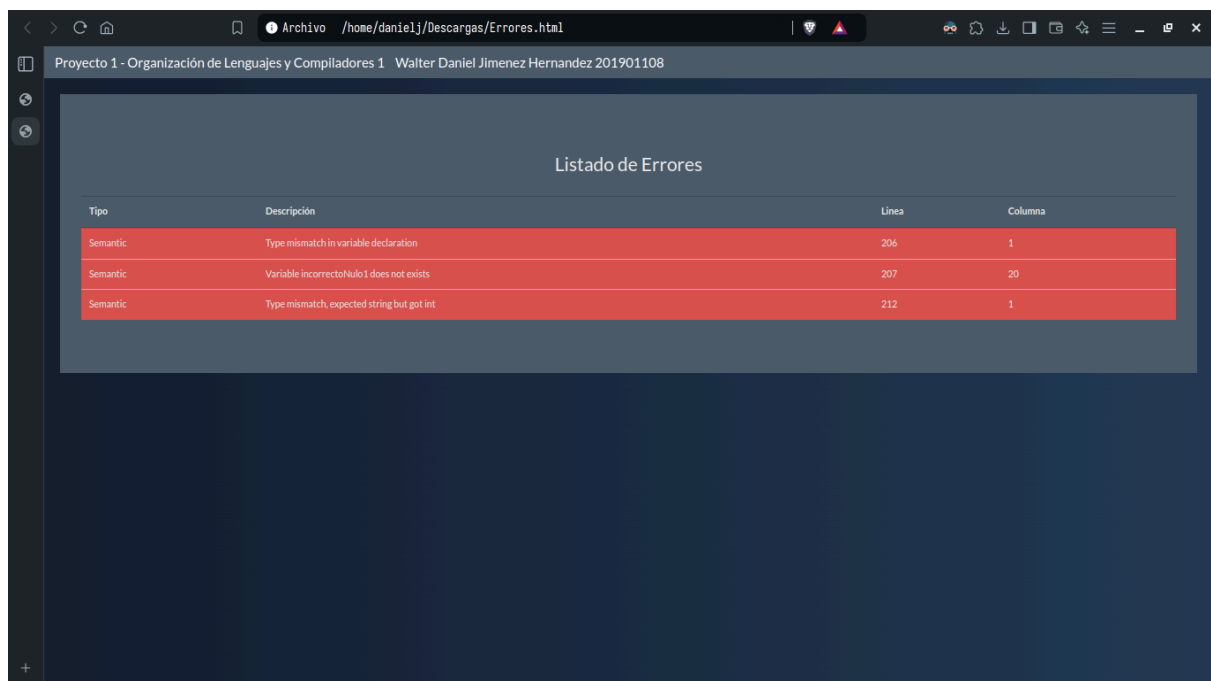 Archivo /home/danielj/Descargas/Errores.html
Proyecto 1 - Organización de Lenguajes y Compiladores 1 Walter Daniel Jimenez Hernandez 201901108
Listado de Errores
Tipo Descripción Linea Columna
Semantic Type mismatch in variable declaration 206 1
Semantic Variable incorrectoNulo1 does not exists 207 20
Semantic Type mismatch, expected string but got int 212 1